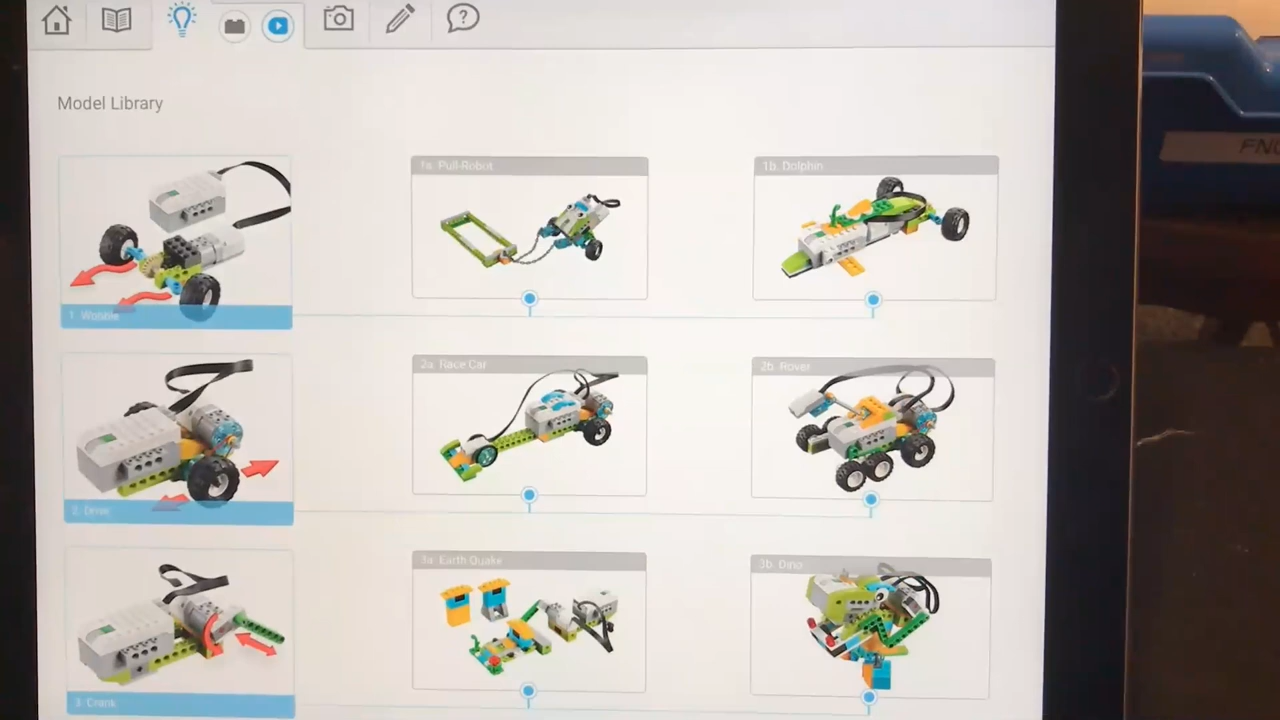 ?
Model Library
1a. Pull-Robot
1b. Dolphin
1. Wobble
2a. Race Car
2b. Rover
2. Drive
3a. Earth Quake
3b. Dino
3. Crank